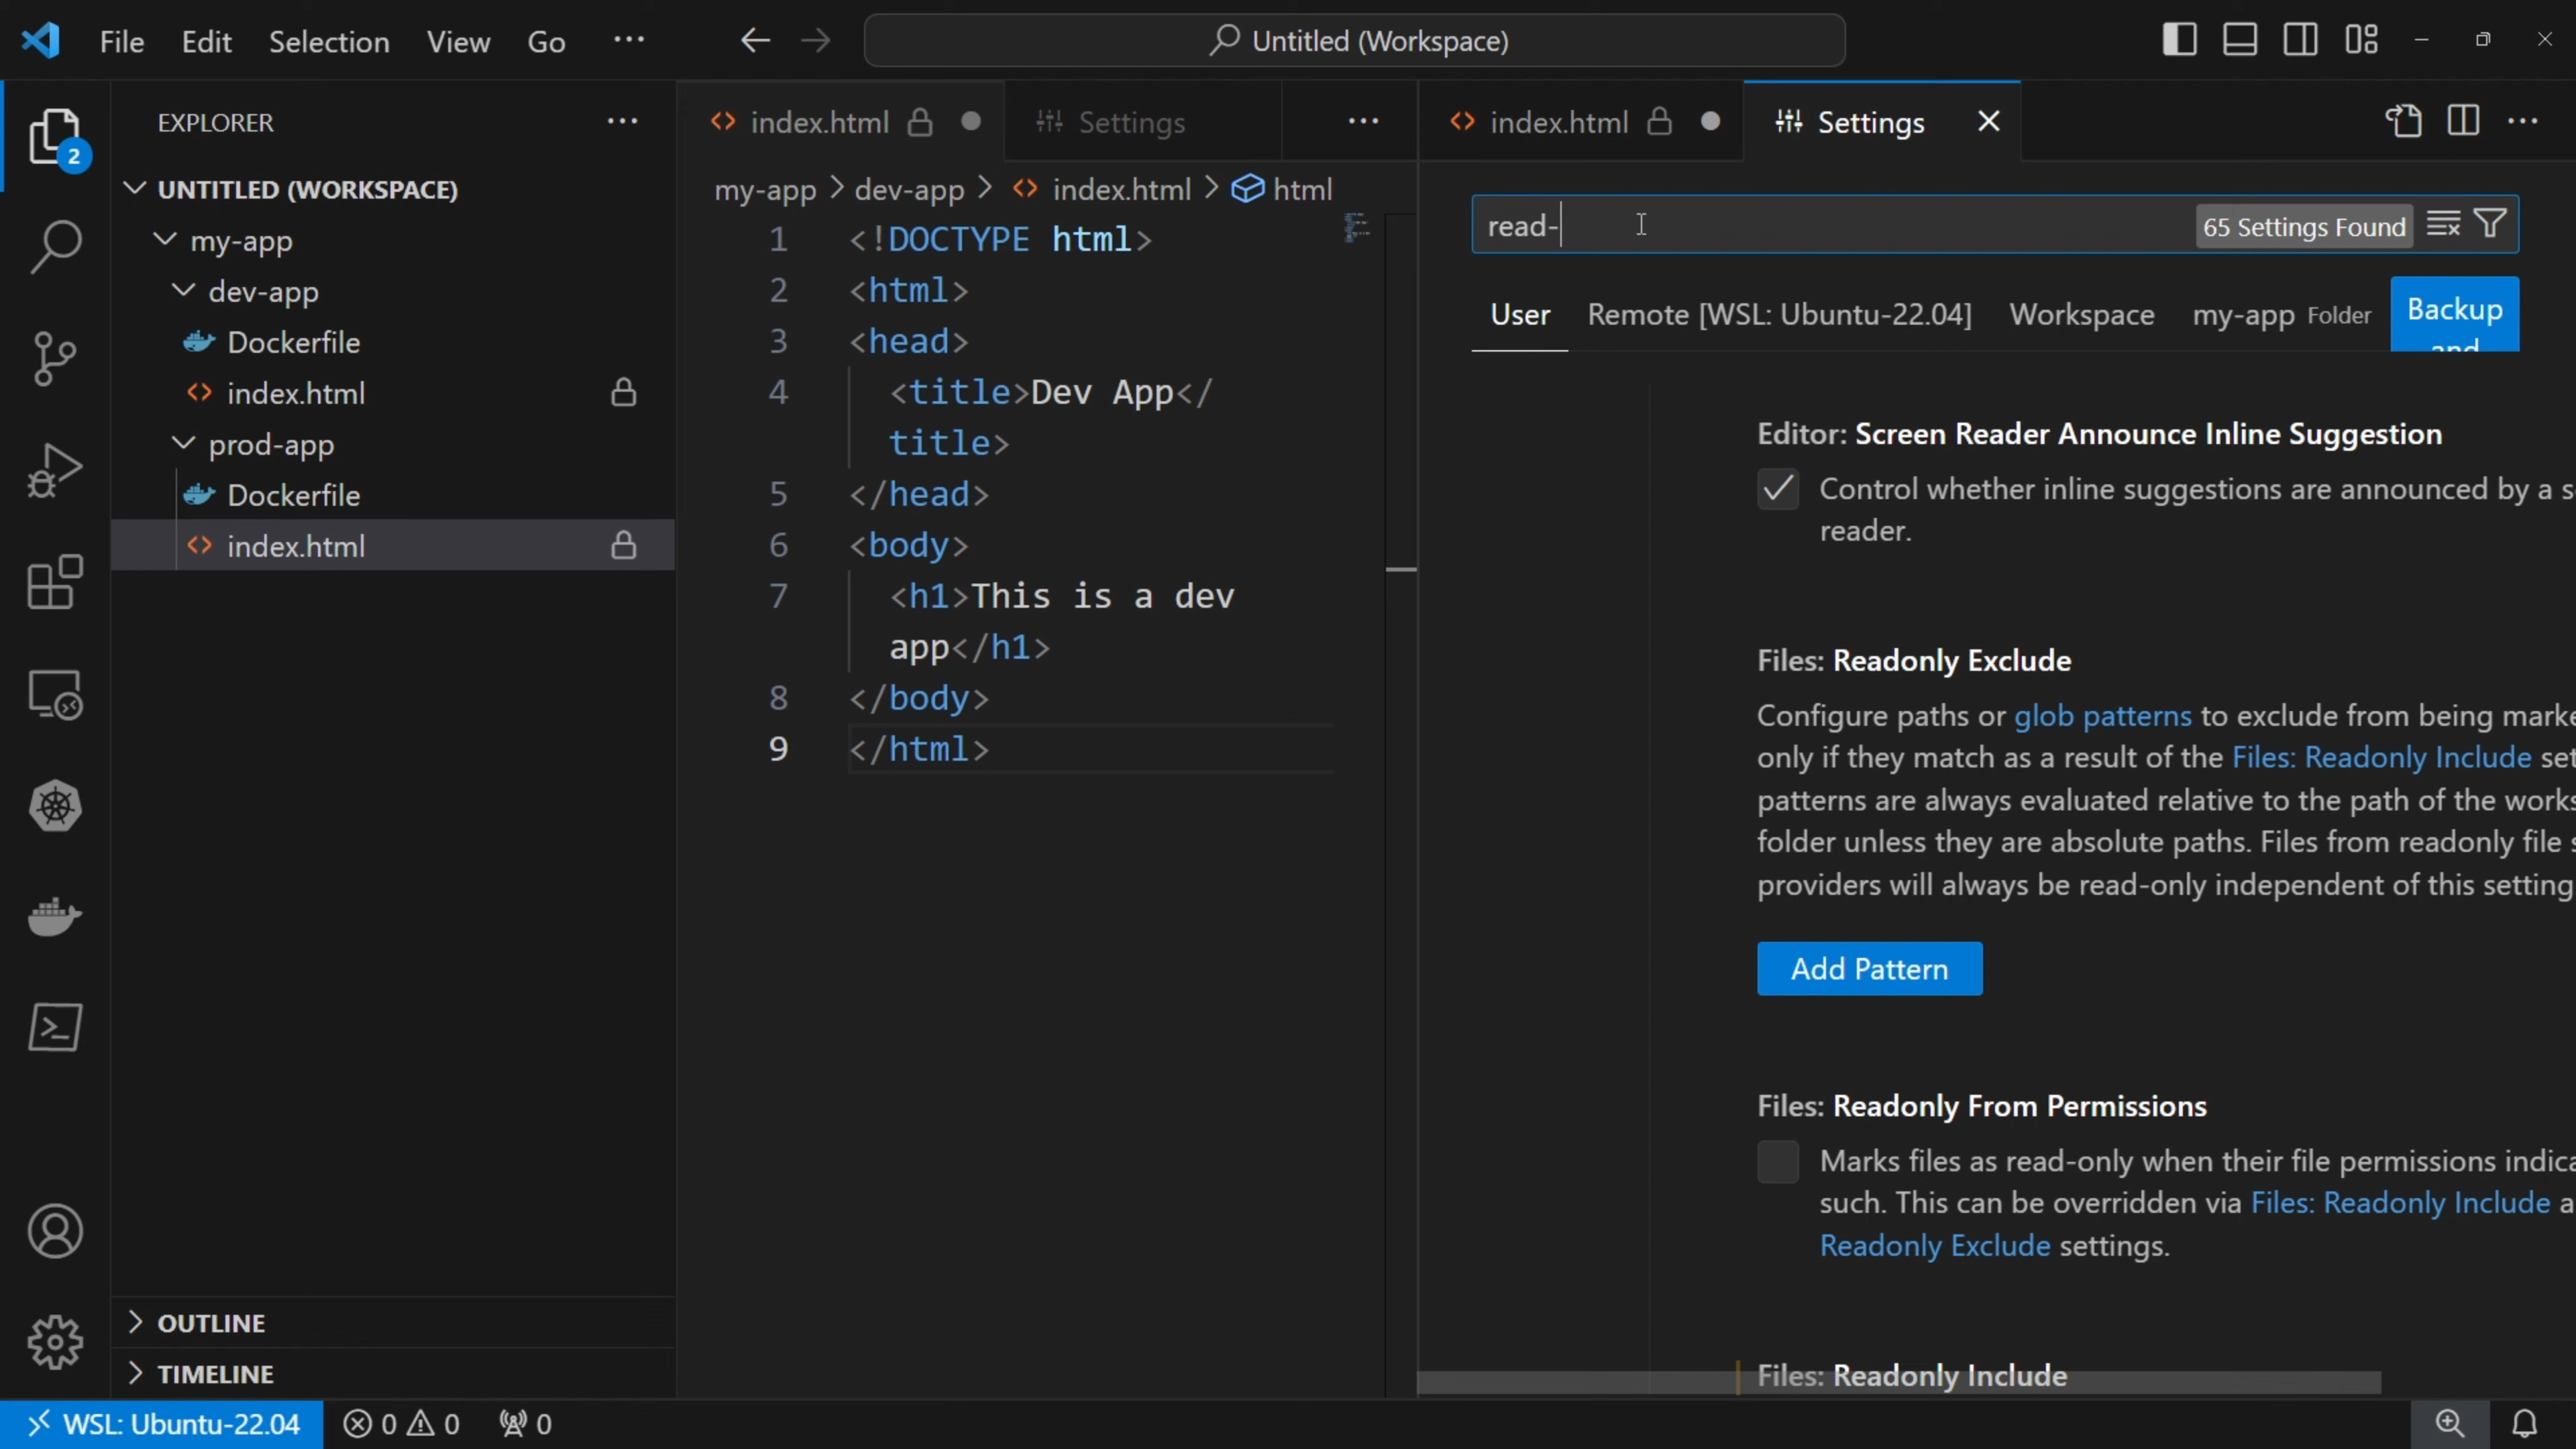 File Edit Selection View Go ···
Untitled (Workspace)
EXPLORER
UNTITLED (WORKSPACE)
my-app
dev-app
Dockerfile
index.html
prod-app
Dockerfile
index.html
OUTLINE
TIMELINE
2
index.html
Settings
my-app > dev-app > index.html > html
1 <!DOCTYPE html>
2 <html>
3 <head>
4 <title>Dev App</
title>
5 </head>
6 <body>
7 <h1>This is a dev
app</h1>
8 </body>
9 </html>
index.html
Settings
read-
65 Settings Found
User Remote [WSL: Ubuntu-22.04] Workspace my-app Folder
Backup
and
Editor: Screen Reader Announce Inline Suggestion
Control whether inline suggestions are announced by a s
reader.
Files: Readonly Exclude
Configure paths or glob patterns to exclude from being marke
only if they match as a result of the Files: Readonly Include set
patterns are always evaluated relative to the path of the works
folder unless they are absolute paths. Files from readonly file s
providers will always be read-only independent of this setting
Add Pattern
Files: Readonly From Permissions
Marks files as read-only when their file permissions indica
such. This can be overridden via Files: Readonly Include a
Readonly Exclude settings.
Files: Readonly Include
WSL: Ubuntu-22.04 0 0 0